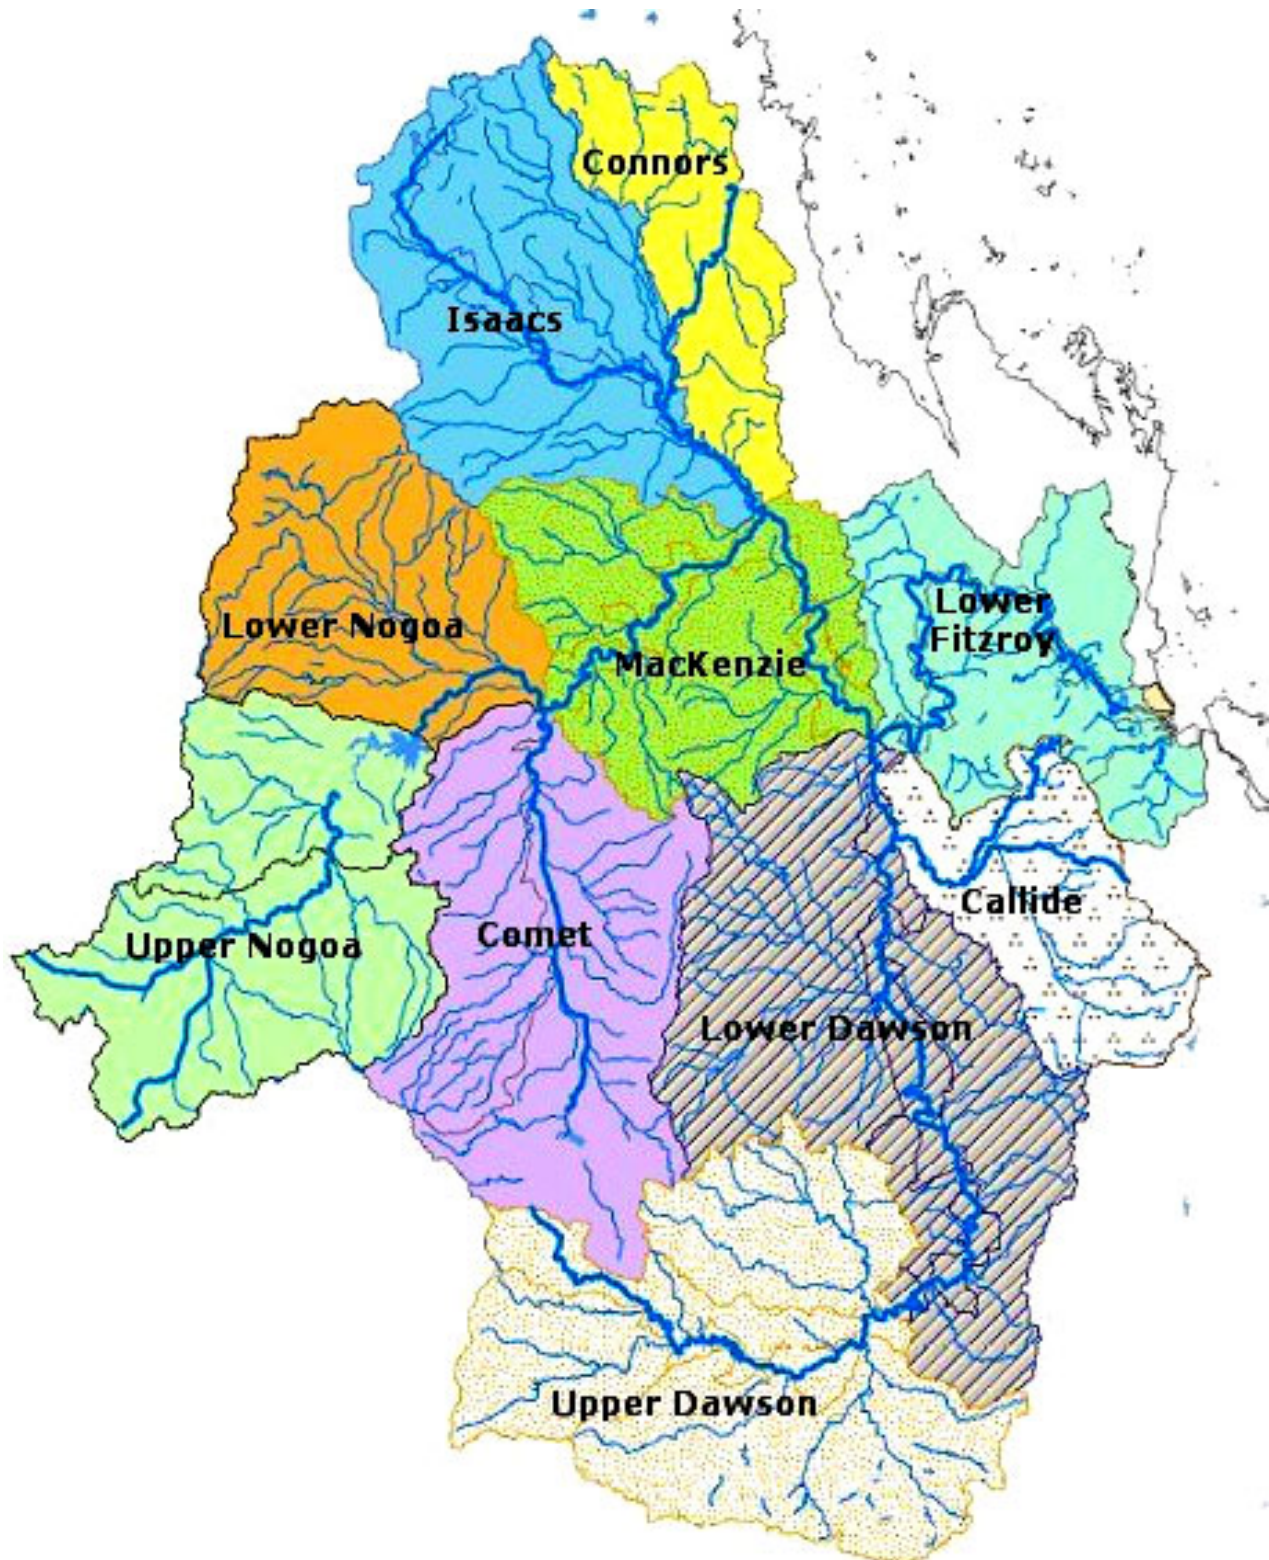 Connors
Isaacs
Lower
Fitzroy
Lower Nogoa
MacKenzie
Callide
Comet
Upper Nogoa
Lower Dawson
Upper Dawson